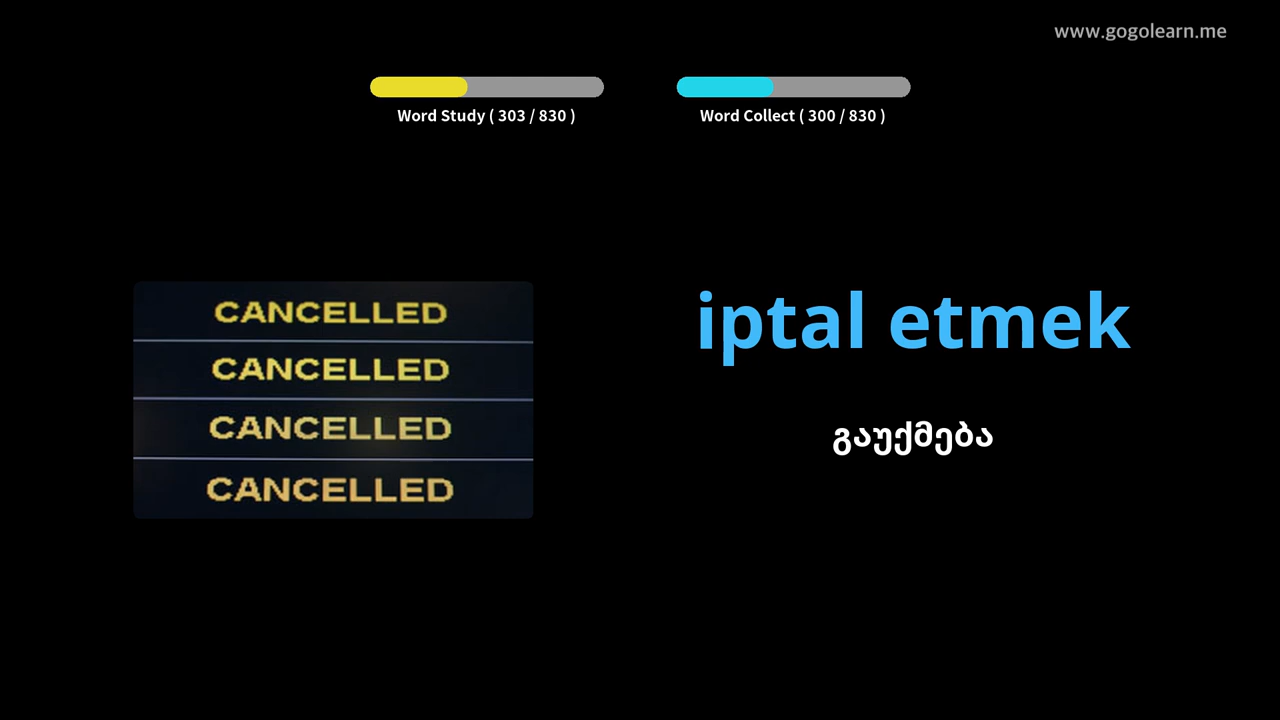 www.gogolearn.me
Word Study ( 303 / 830 )
Word Collect ( 300 / 830 )
CANCELLED
CANCELLED
CANCELLED
CANCELLED
iptal etmek
გაუქმება